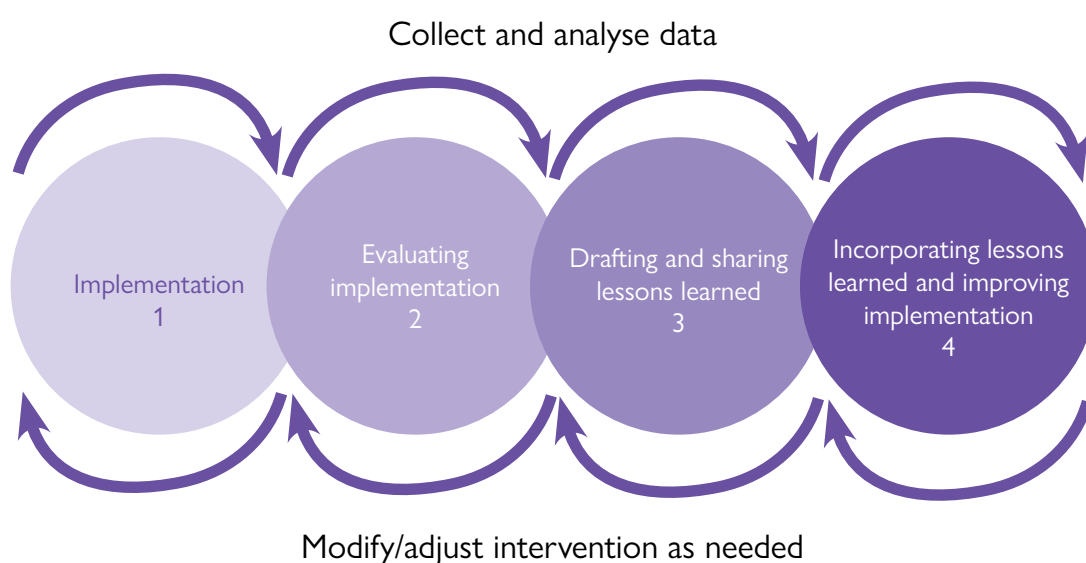 Collect and analyse data
Implementation
1
Evaluating
implementation
2
Drafting and sharing
lessons learned
3
Incorporating lessons
learned and improving
implementation
4
Modify/adjust intervention as needed